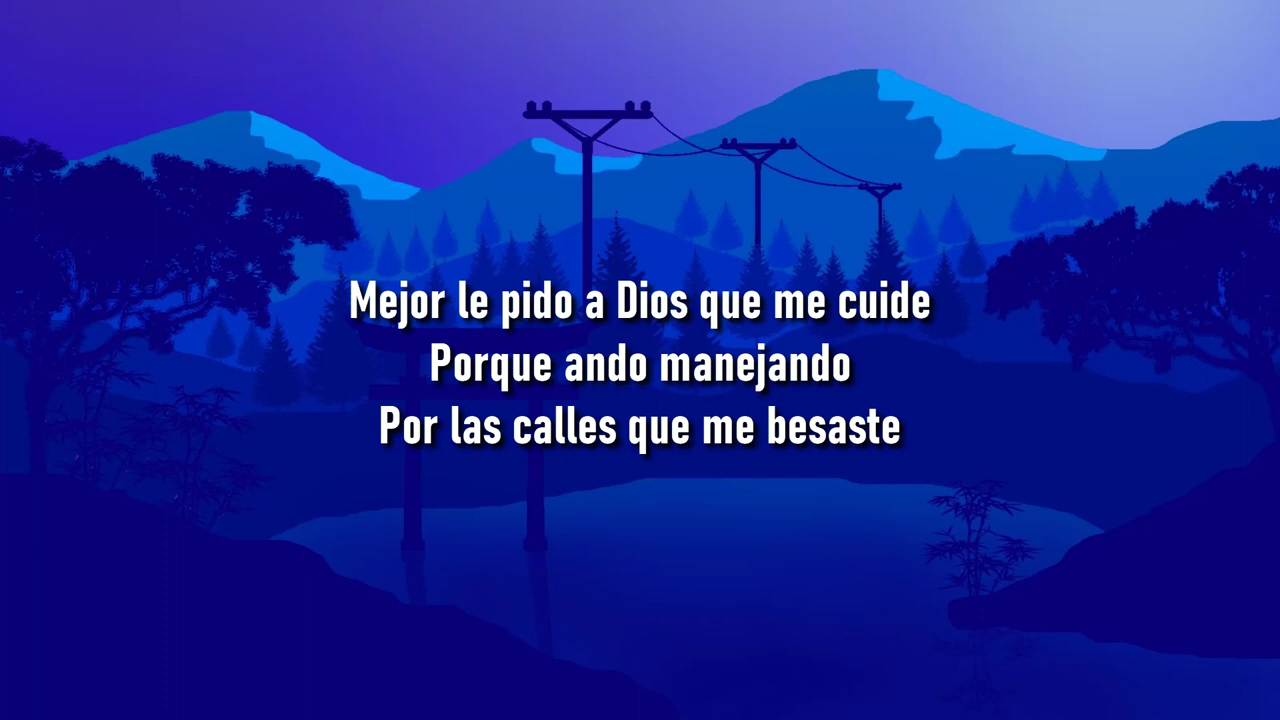 Mejor le pido a Dios que me cuide
Porque ando manejando
Por las calles que me besaste